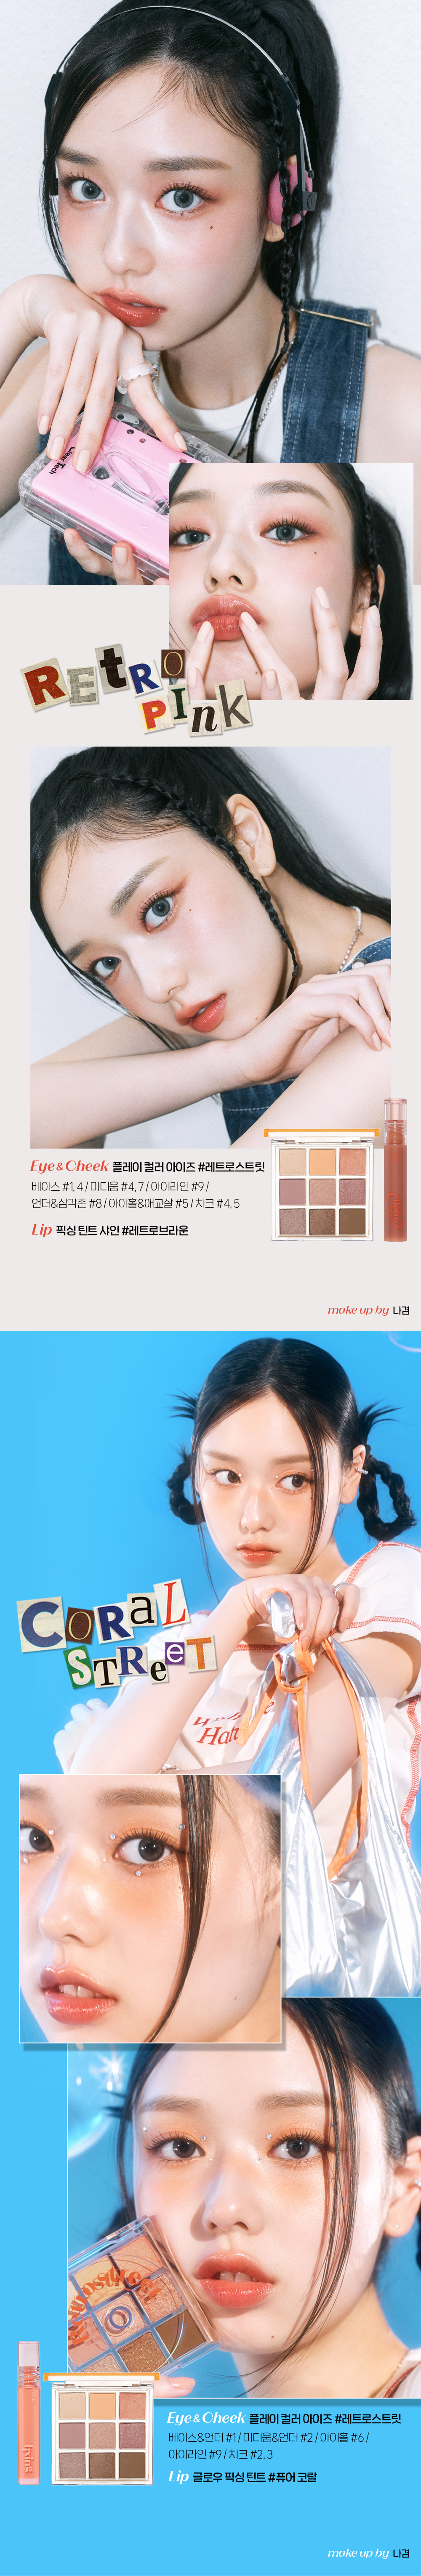 Clear Tech
RetRO
PInk
Eye & Cheek 플레이 컬러 아이즈 #레트로스트릿
베이스 #1, 4 / 미디움 #4, 7 / 아이라인 #9 /
언더&삼각존 #8 / 아이홀&애교살 #5 / 치크 #4, 5
Lip 픽싱 틴트 샤인 #레트로브라운
make up by 나겸
CORaL
STReeT
Eye & Cheek 플레이 컬러 아이즈 #레트로스트릿
베이스&언더 #1 / 미디움&언더 #2 / 아이홀 #6 /
아이라인 #9 / 치크 #2, 3
Lip 글로우 픽싱 틴트 #퓨어 코랄
make up by 나겸